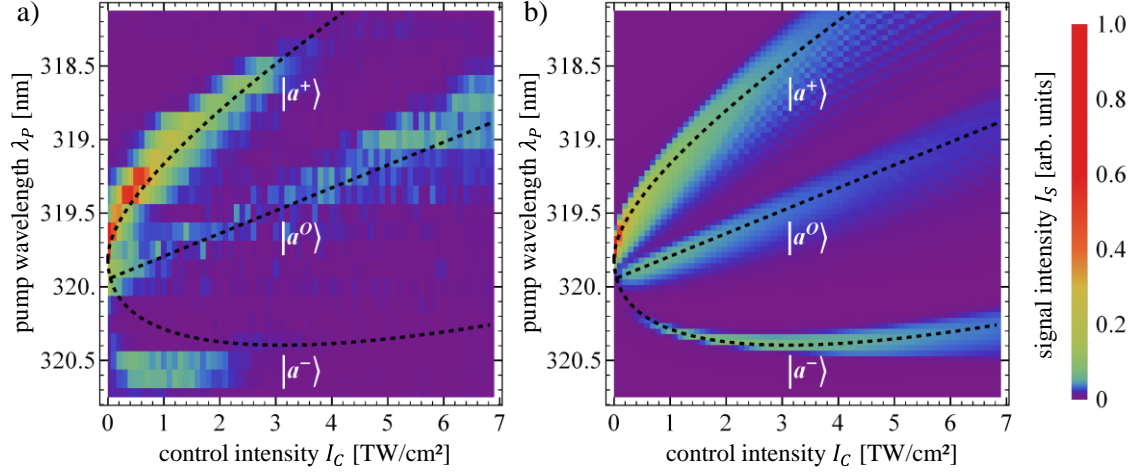 a)
pump wavelength λP [nm]
318.5
319.
319.5
320.
320.5
|a⁺⟩
|aᴼ⟩
|a⁻⟩
0 1 2 3 4 5 6 7
control intensity IC [TW/cm²]
b)
pump wavelength λP [nm]
318.5
319.
319.5
320.
320.5
|a⁺⟩
|aᴼ⟩
|a⁻⟩
0 1 2 3 4 5 6 7
control intensity IC [TW/cm²]
signal intensity IS [arb. units]
1.0
0.8
0.6
0.4
0.2
0